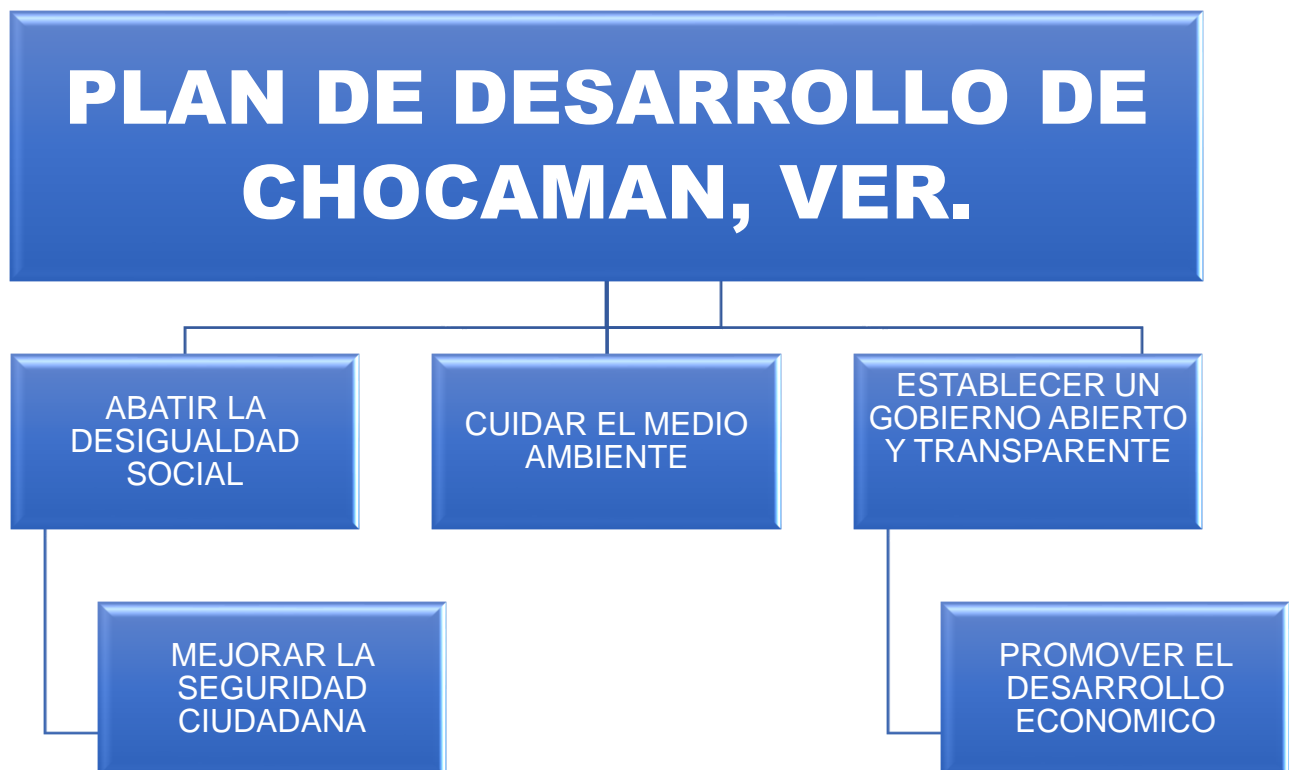 PLAN DE DESARROLLO DE
CHOCAMAN, VER.
ABATIR LA
DESIGUALDAD
SOCIAL
CUIDAR EL MEDIO
AMBIENTE
ESTABLECER UN
GOBIERNO ABIERTO
Y TRANSPARENTE
MEJORAR LA
SEGURIDAD
CIUDADANA
PROMOVER EL
DESARROLLO
ECONOMICO